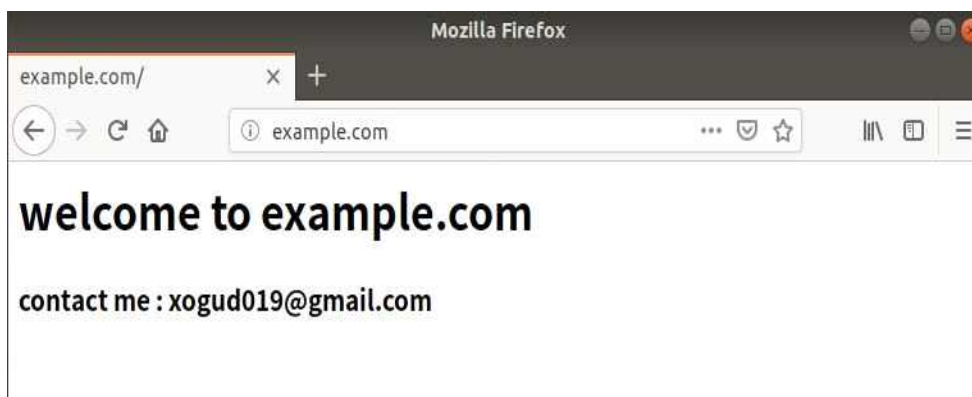 Mozilla Firefox
example.com/
example.com
welcome to example.com
contact me : xogud019@gmail.com